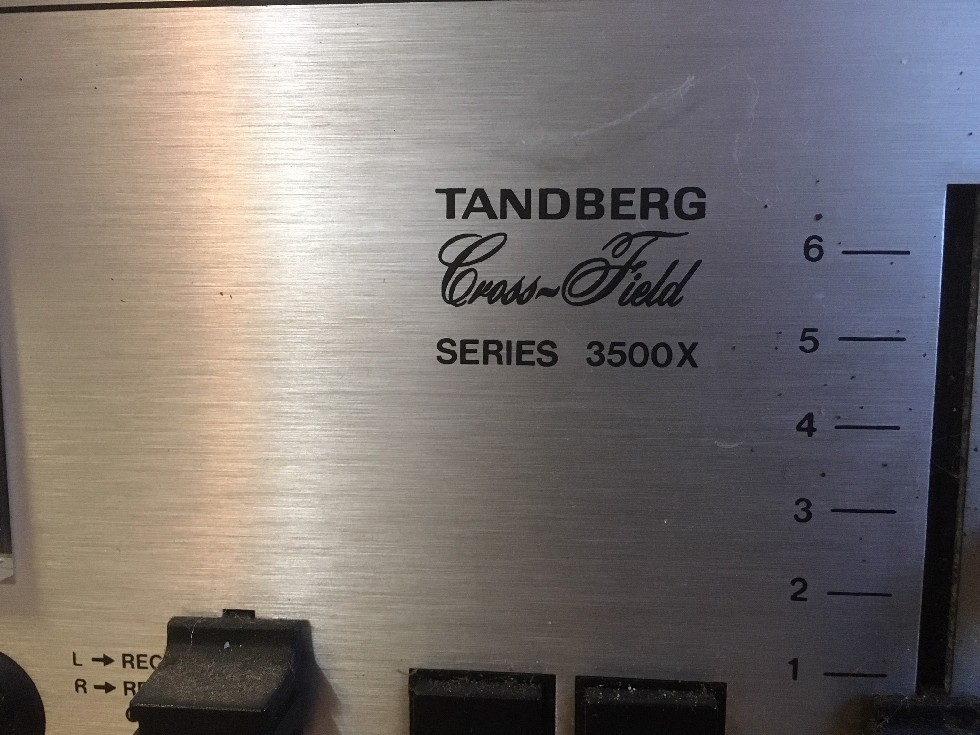 TANDBERG
Cross~Field
SERIES 3500X
6
5
4
3
2
1
L → REC
R →